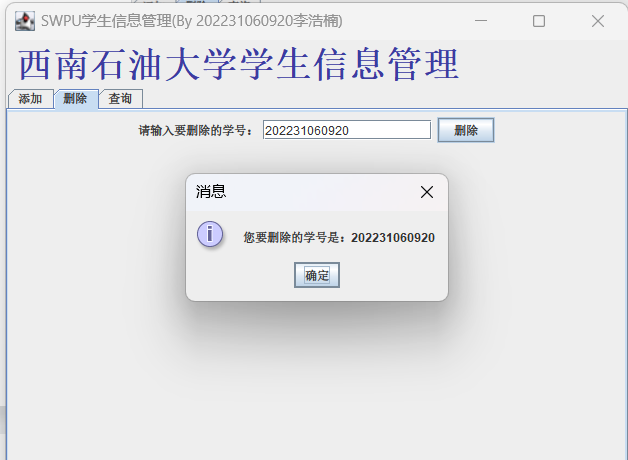 SWPU学生信息管理(By 202231060920李浩楠)
西南石油大学学生信息管理
添加 删除 查询
请输入要删除的学号： 202231060920 删除
消息
您要删除的学号是：202231060920
确定